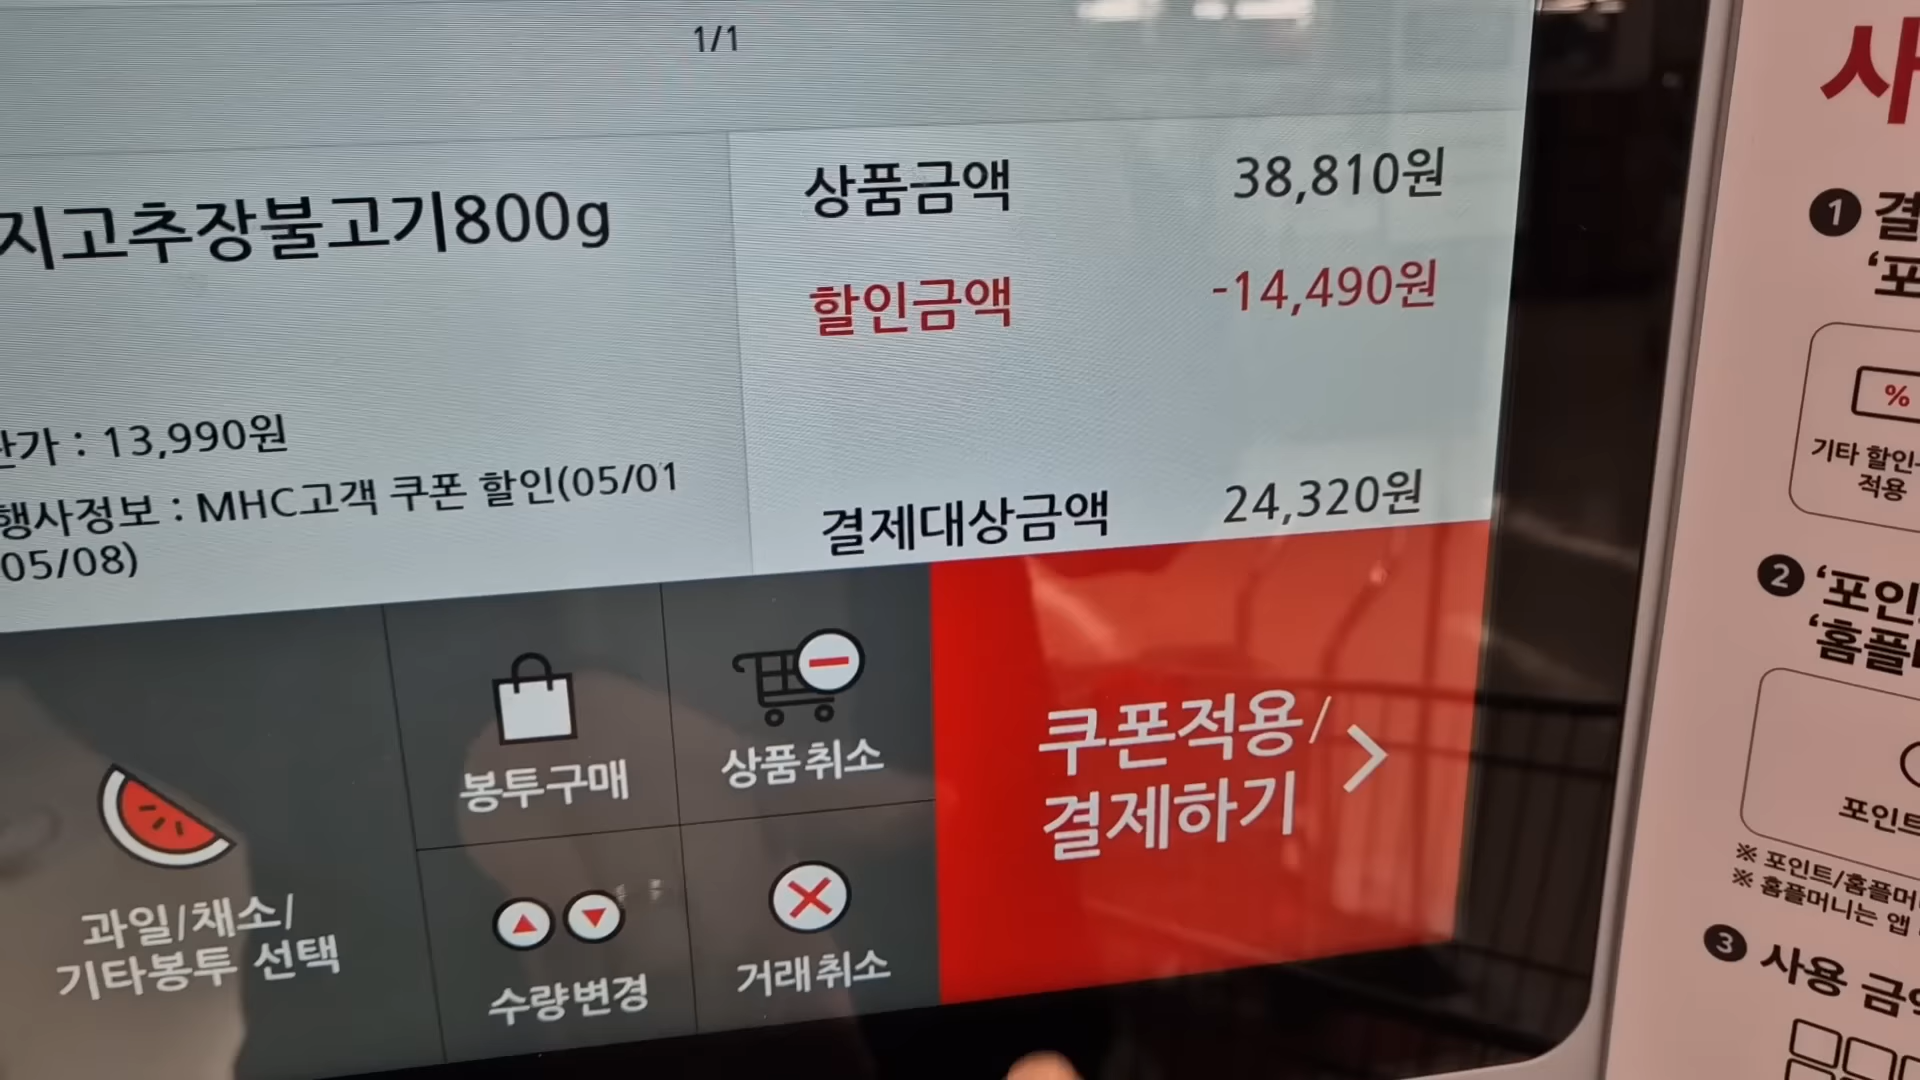 1/1
지고추장불고기800g
단가 : 13,990원
행사정보 : MHC고객 쿠폰 할인(05/01
05/08)
상품금액 38,810원
할인금액 -14,490원
결제대상금액 24,320원
과일/채소/
기타봉투 선택
봉투구매
상품취소
수량변경
거래취소
쿠폰적용/
결제하기
사
1 결
‘포
%
기타 할인
적용
2 ‘포인
‘홈플
포인트
※ 포인트/홈플머니
※ 홈플머니는 앱
3 사용 금액